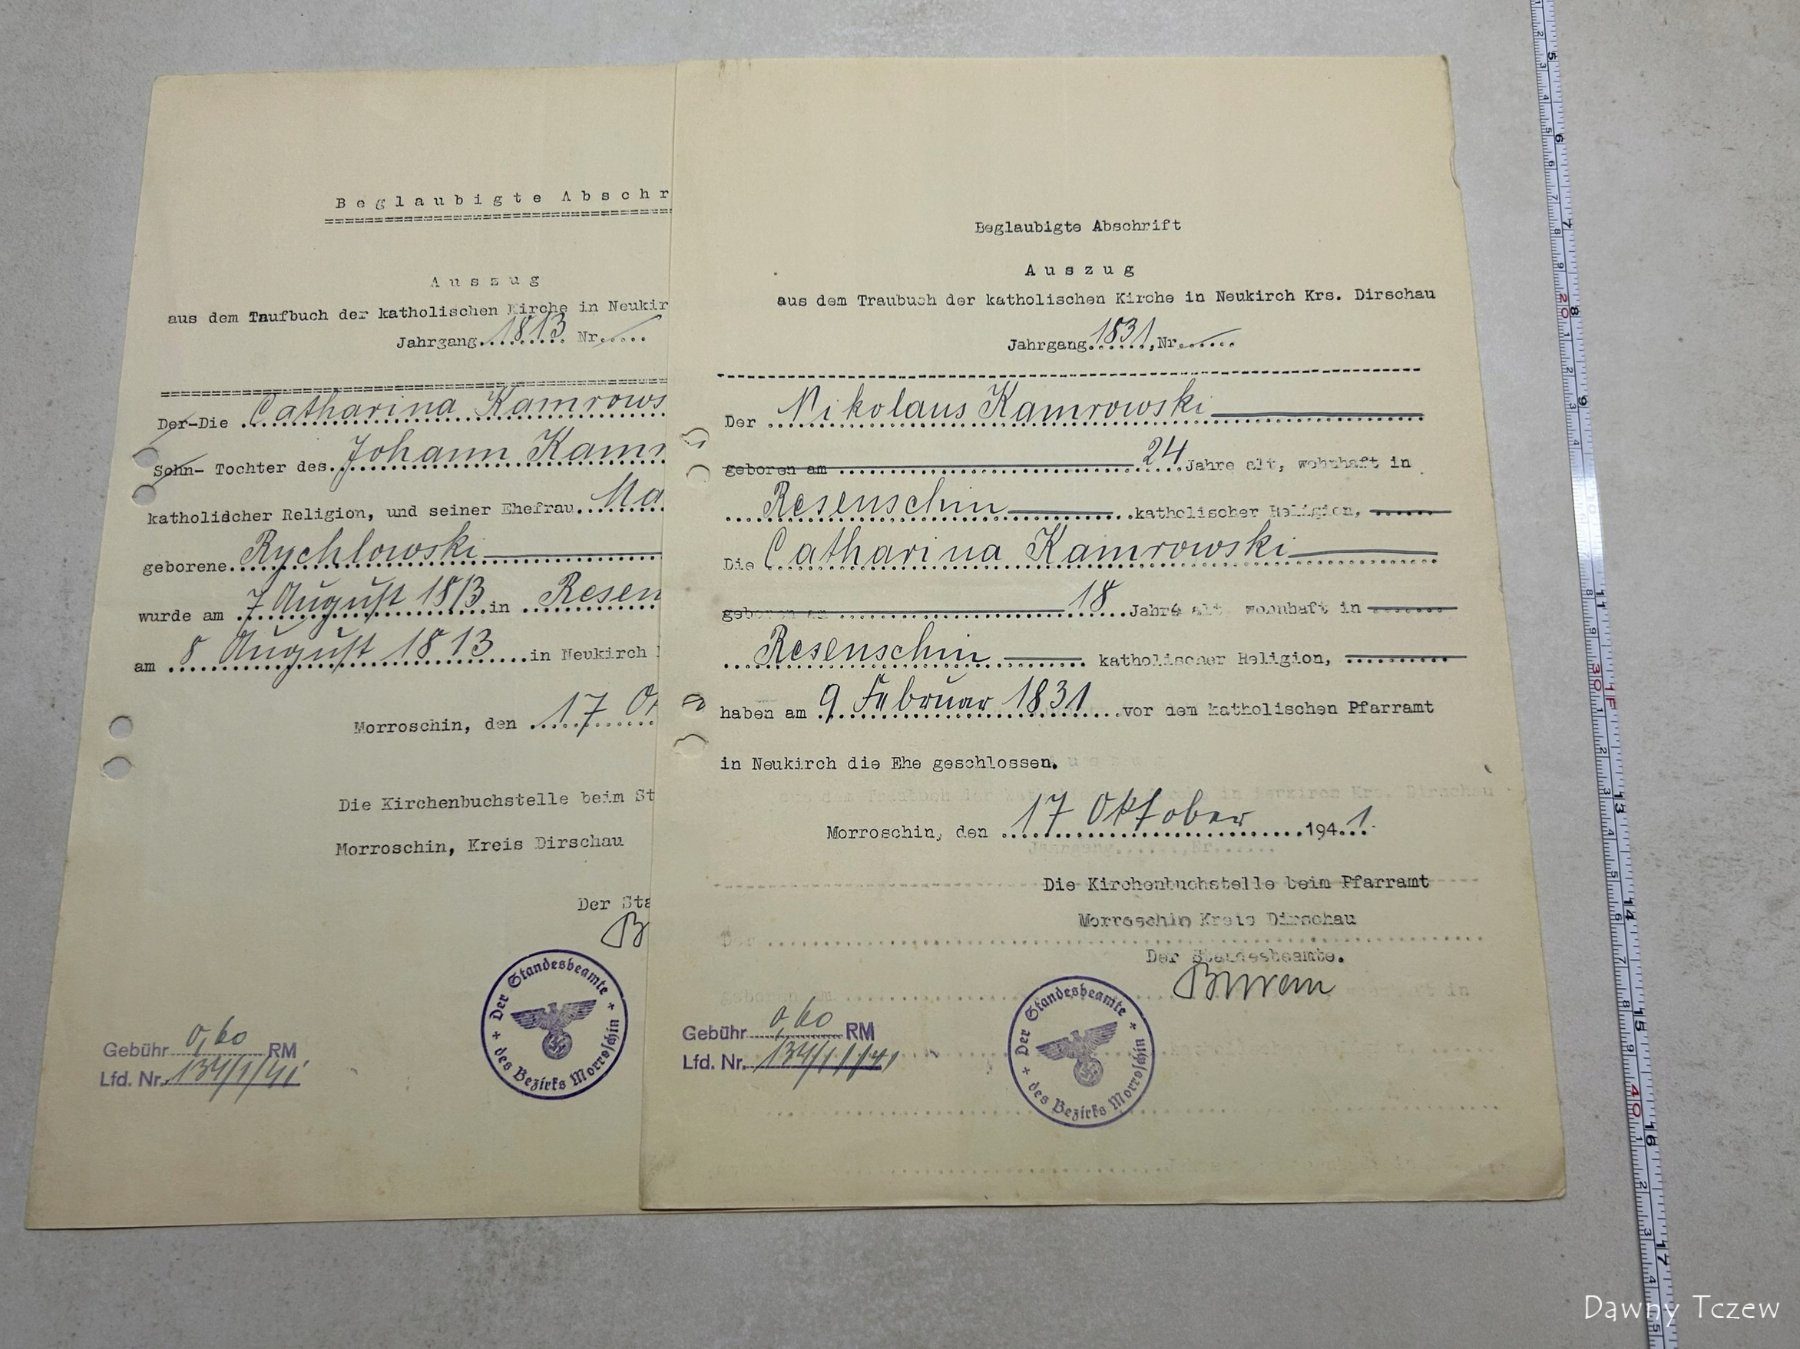 Beglaubigte Abschr
Auszug
aus dem Taufbuch der katholischen Kirche in Neukir
Jahrgang 1813 Nr.
Der-Die Catharina Kamrows
Sohn- Tochter des Johann Kamr
katholischer Religion, und seiner Ehefrau Ma
geborene Rychlowski
wurde am 7 August 1813 in Resen
am 8 August 1813 in Neukirch
Morroschin, den 17 Ok
Die Kirchenbuchstelle beim St
Morroschin, Kreis Dirschau
Der Sta
B
Gebühr 0,60 RM
Lfd. Nr. 134/1/41
Der Standesbeamte
des Bezirks Morroschin
Beglaubigte Abschrift
Auszug
aus dem Traubuch der katholischen Kirche in Neukirch Krs. Dirschau
Jahrgang 1831, Nr.
Der Nikolaus Kamrowski
geboren am 24 Jahre alt, wohnhaft in
Resenschin katholischer Religion,
Die Catharina Kamrowski
geboren am 18 Jahre alt wohnhaft in
Resenschin katholischer Religion,
haben am 9 Februar 1831 vor dem katholischen Pfarramt
in Neukirch die Ehe geschlossen.
Morroschin, den 17 Oktober 1941.
Die Kirchenbuchstelle beim Pfarramt
Morroschin Kreis Dirschau
Der Standesbeamte.
Gebühr 0,60 RM
Lfd. Nr. 134/1/41
Der Standesbeamte
des Bezirks Morroschin
Dawny Tczew